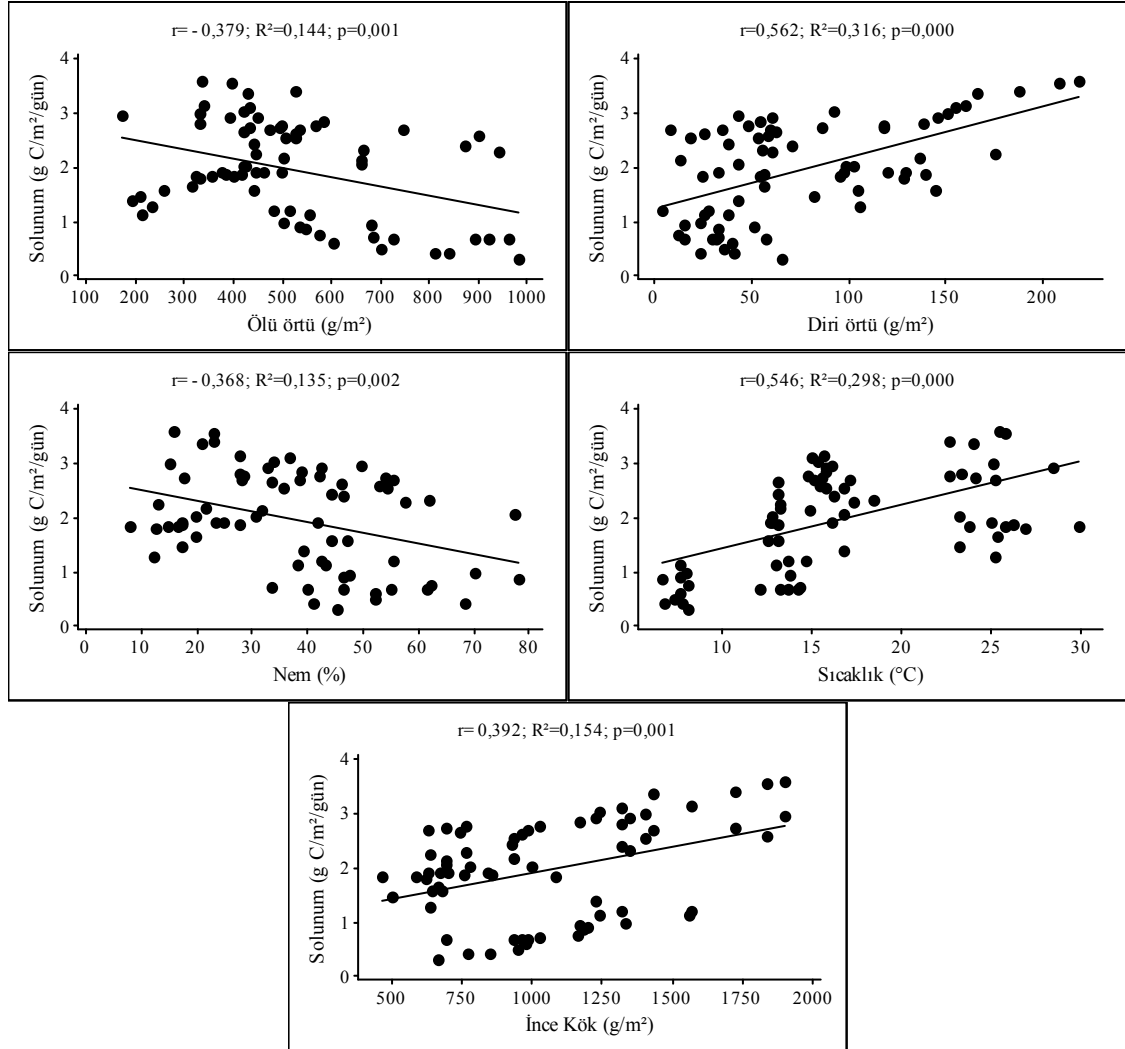 r= - 0,379; R²=0,144; p=0,001
Solunum (g C/m²/gün)
4
3
2
1
0
100 200 300 400 500 600 700 800 900 1000
Ölü örtü (g/m²)
r=0,562; R²=0,316; p=0,000
Solunum (g C/m²/gün)
4
3
2
1
0
0 50 100 150 200
Diri örtü (g/m²)
r= - 0,368; R²=0,135; p=0,002
Solunum (g C/m²/gün)
4
3
2
1
0
0 10 20 30 40 50 60 70 80
Nem (%)
r=0,546; R²=0,298; p=0,000
Solunum (g C/m²/gün)
4
3
2
1
0
10 15 20 25 30
Sıcaklık (°C)
r= 0,392; R²=0,154; p=0,001
Solunum (g C/m²/gün)
4
3
2
1
0
500 750 1000 1250 1500 1750 2000
İnce Kök (g/m²)